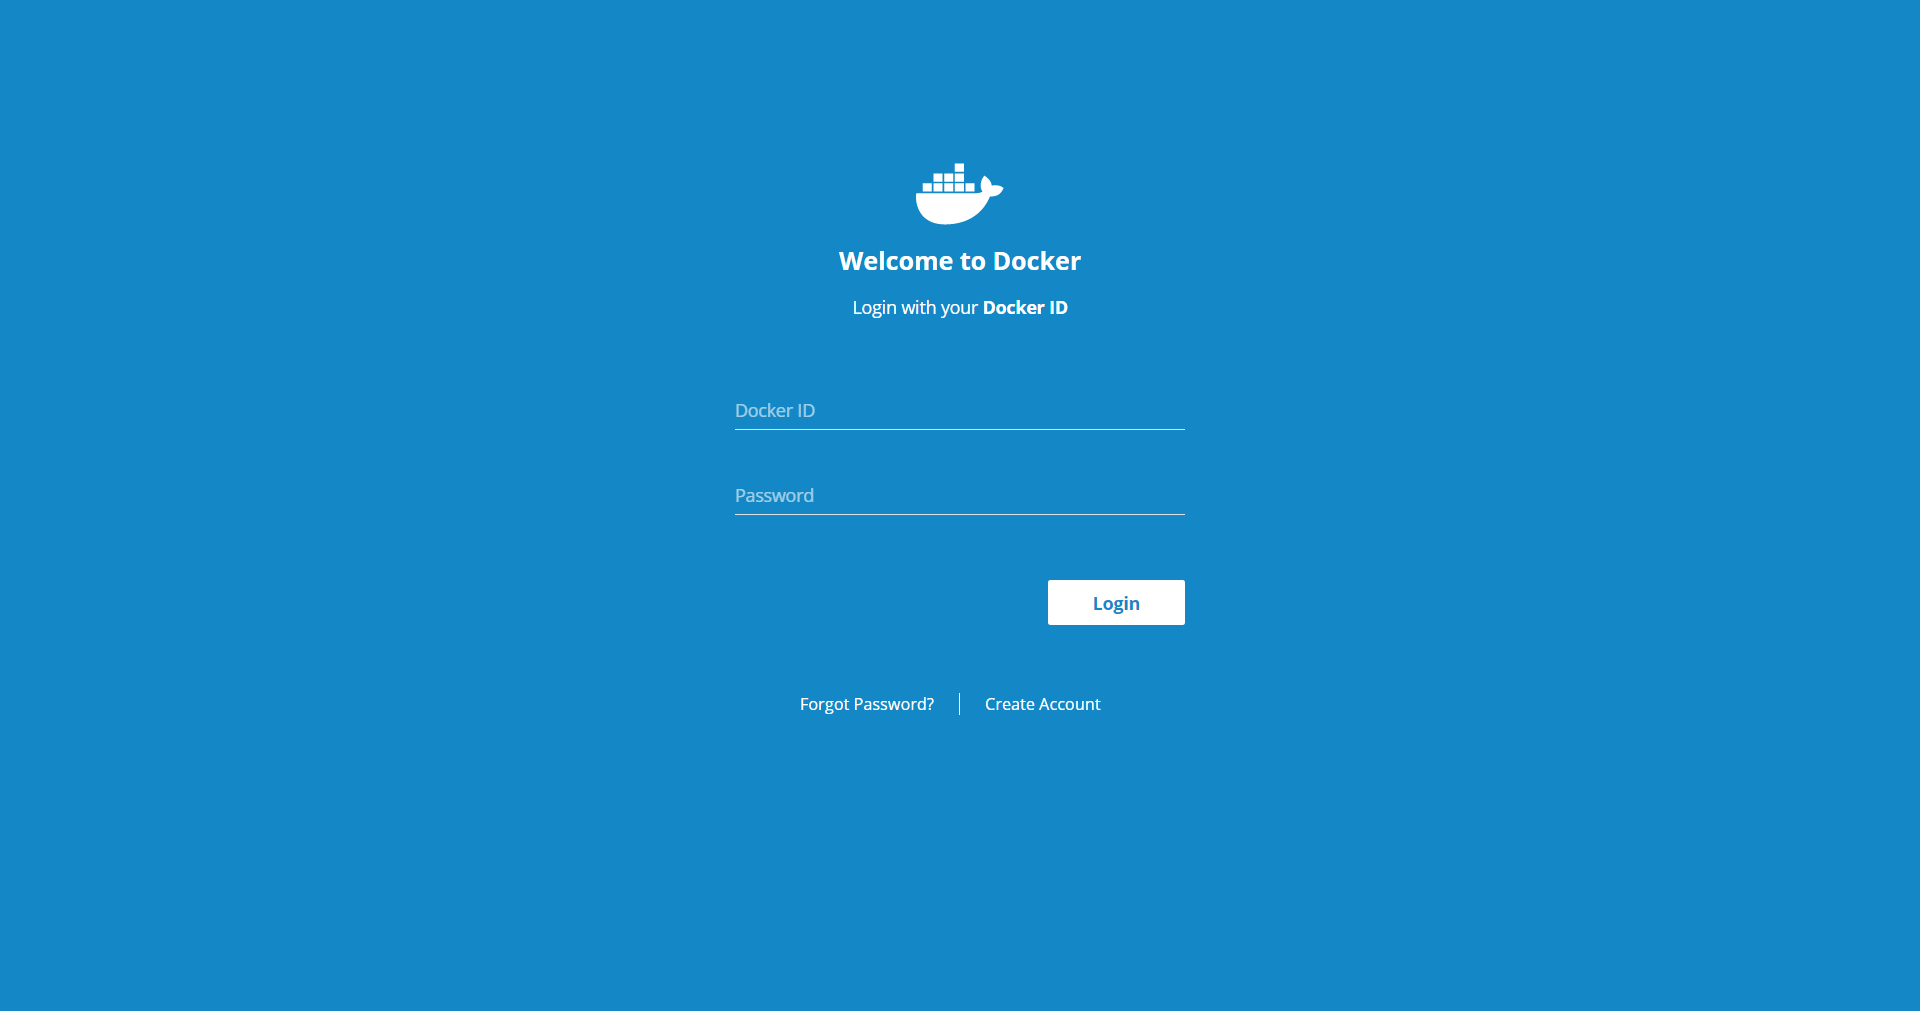 Welcome to Docker
Login with your Docker ID
Docker ID
Password
Login
Forgot Password?
Create Account